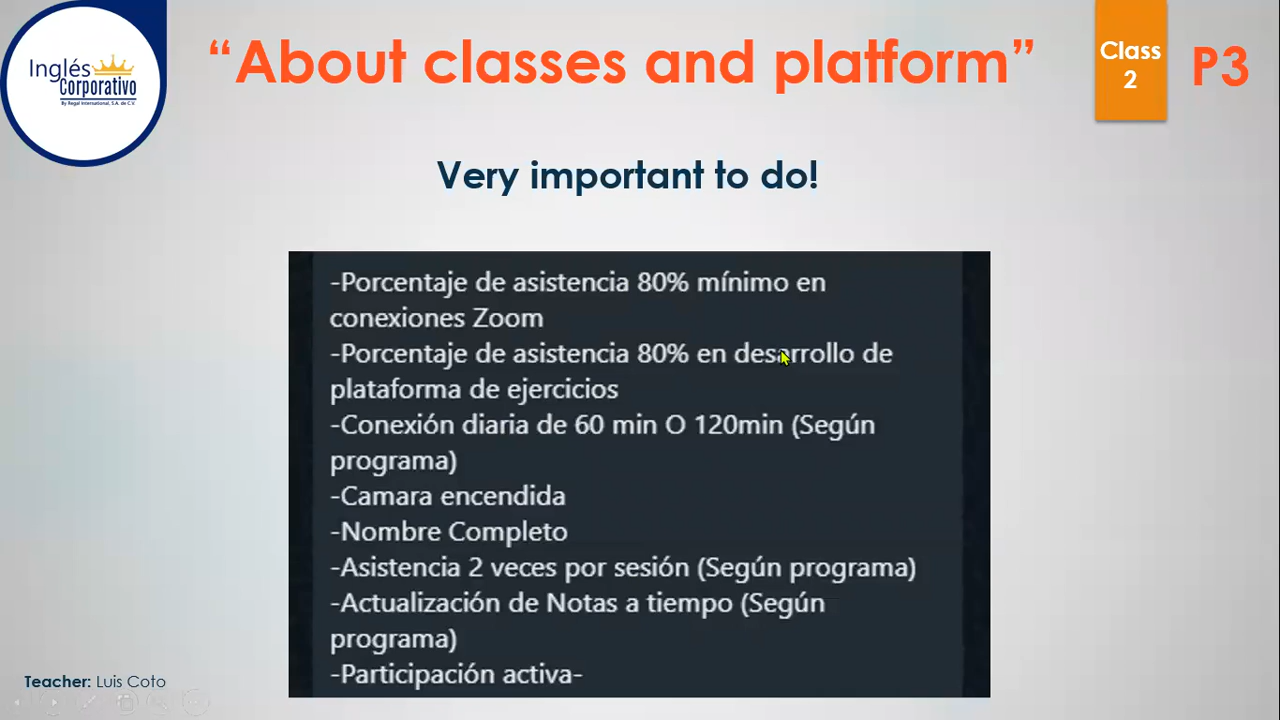 Inglés
Corporativo
By Regal International, S.A. de C.V.
“About classes and platform”
Class
2
P3
Very important to do!
-Porcentaje de asistencia 80% mínimo en
conexiones Zoom
-Porcentaje de asistencia 80% en desarrollo de
plataforma de ejercicios
-Conexión diaria de 60 min O 120min (Según
programa)
-Camara encendida
-Nombre Completo
-Asistencia 2 veces por sesión (Según programa)
-Actualización de Notas a tiempo (Según
programa)
-Participación activa-
Teacher: Luis Coto